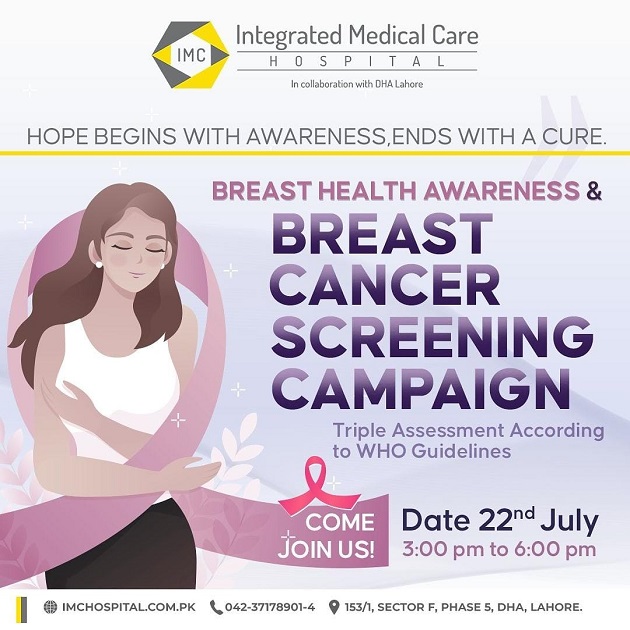 IMC
Integrated Medical Care
HOSPITAL
In collaboration with DHA Lahore
HOPE BEGINS WITH AWARENESS,ENDS WITH A CURE.
BREAST HEALTH AWARENESS &
BREAST
CANCER
SCREENING
CAMPAIGN
Triple Assessment According
to WHO Guidelines
COME
JOIN US!
Date 22nd July
3:00 pm to 6:00 pm
IMCHOSPITAL.COM.PK 042-37178901-4 153/1, SECTOR F, PHASE 5, DHA, LAHORE.